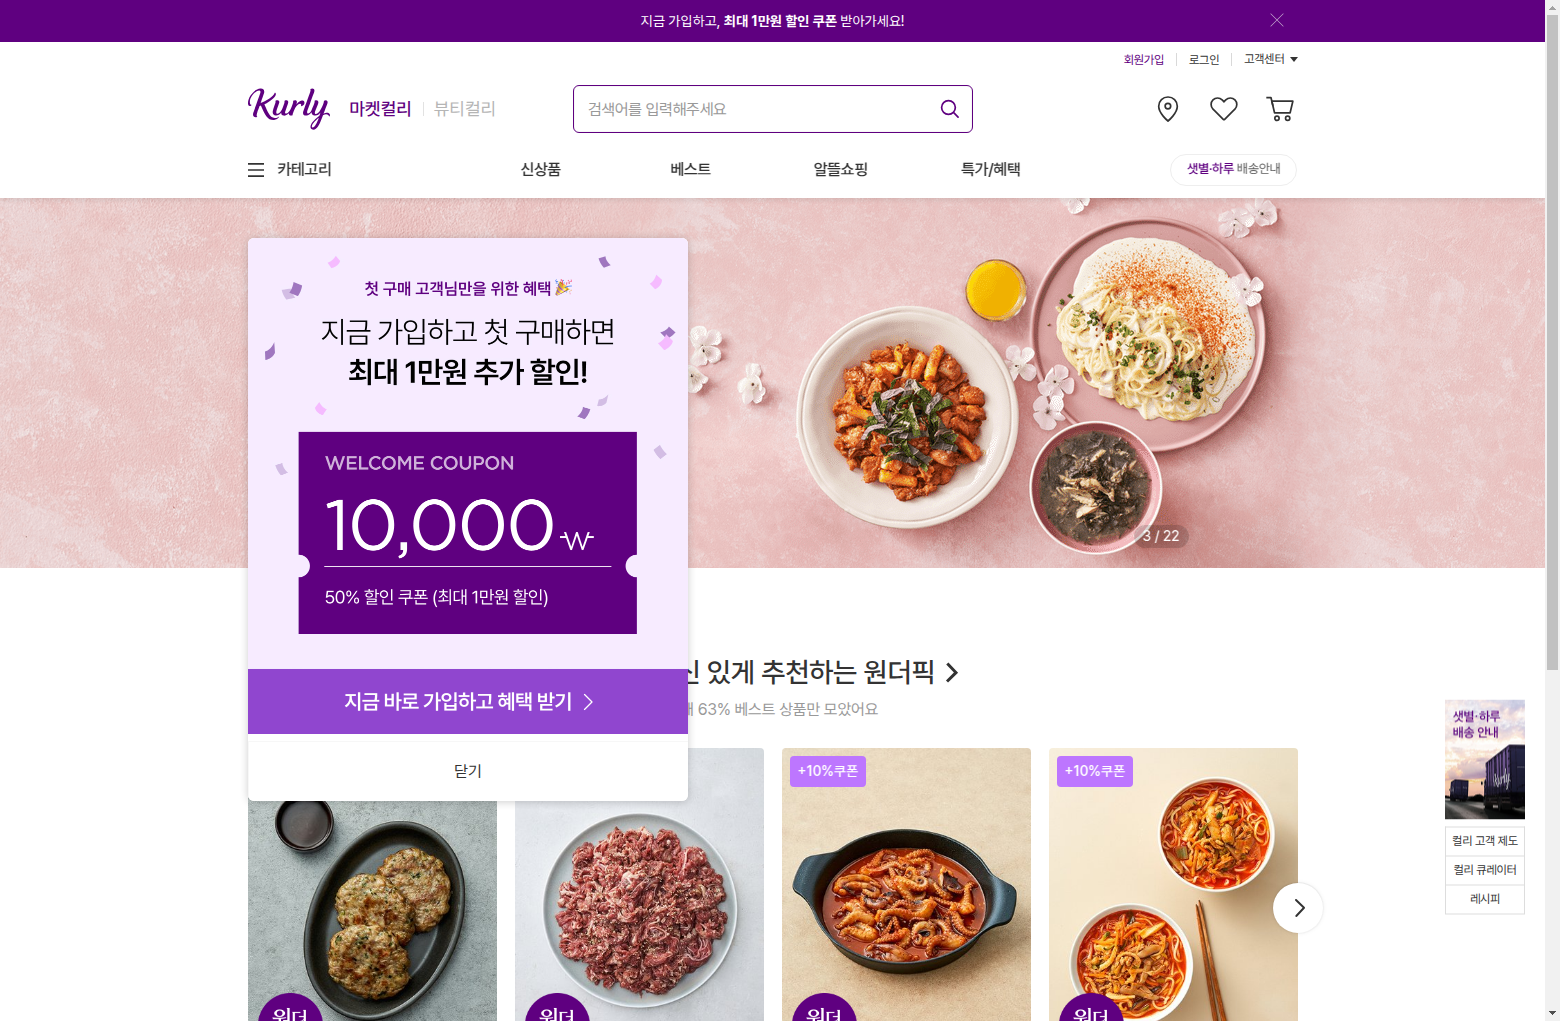 지금 가입하고, 최대 1만원 할인 쿠폰 받아가세요!
회원가입
로그인
고객센터
Kurly
마켓컬리
뷰티컬리
검색어를 입력해주세요
카테고리
신상품
베스트
알뜰쇼핑
특가/혜택
샛별·하루 배송안내
첫 구매 고객님만을 위한 혜택
지금 가입하고 첫 구매하면
최대 1만원 추가 할인!
WELCOME COUPON
10,000₩
50% 할인 쿠폰 (최대 1만원 할인)
지금 바로 가입하고 혜택 받기
닫기
3 / 22
있게 추천하는 원더픽
63% 베스트 상품만 모았어요
+10%쿠폰
+10%쿠폰
원더
원더
원더
원더
샛별·하루
배송 안내
Kurly
컬리 고객 제도
컬리 큐레이터
레시피